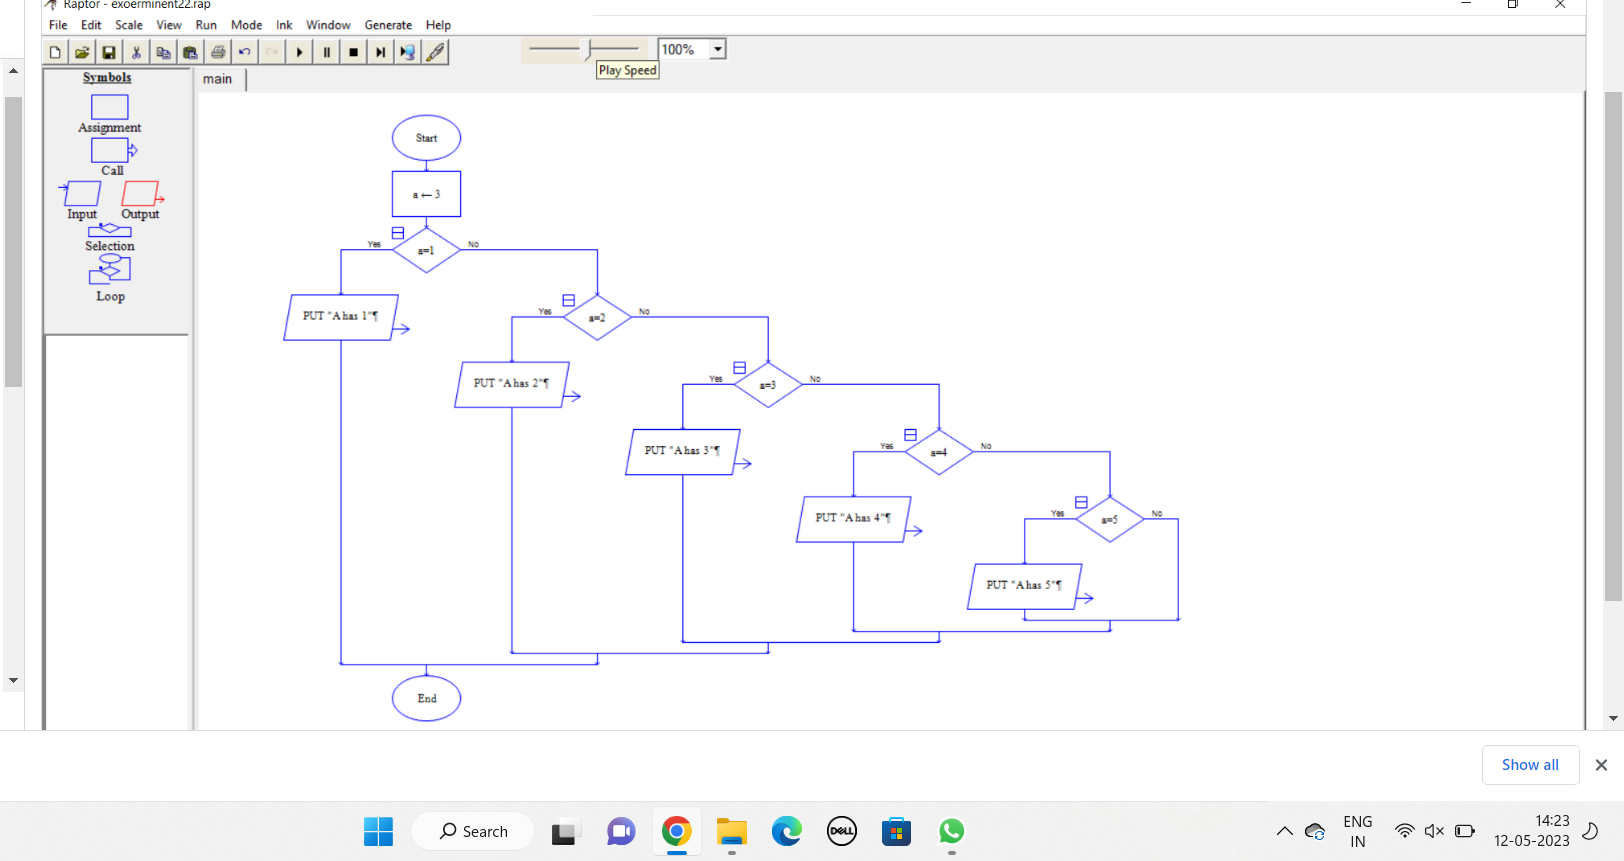 Raptor - exoerminent22.rap
File Edit Scale View Run Mode Ink Window Generate Help
100%
Play Speed
Symbols
main
Assignment
Call
Input Output
Selection
Loop
Start
a ← 3
Yes a=1 No
PUT "A has 1"¶
Yes a=2 No
PUT "A has 2"¶
Yes a=3 No
PUT "A has 3"¶
Yes a=4 No
PUT "A has 4"¶
Yes a=5 No
PUT "A has 5"¶
End
Show all
Search
DELL
ENG
IN
14:23
12-05-2023